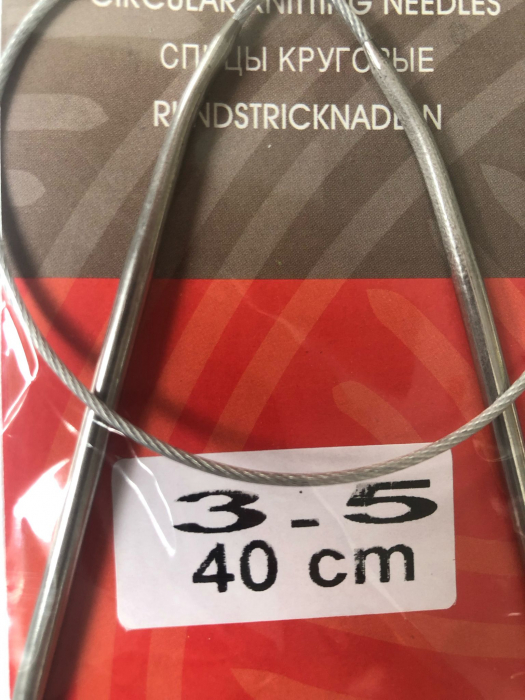 CIRCULAR KNITTING NEEDLES
СПИЦЫ КРУГОВЫЕ
RUNDSTRICKNADELN
3-5
40 cm